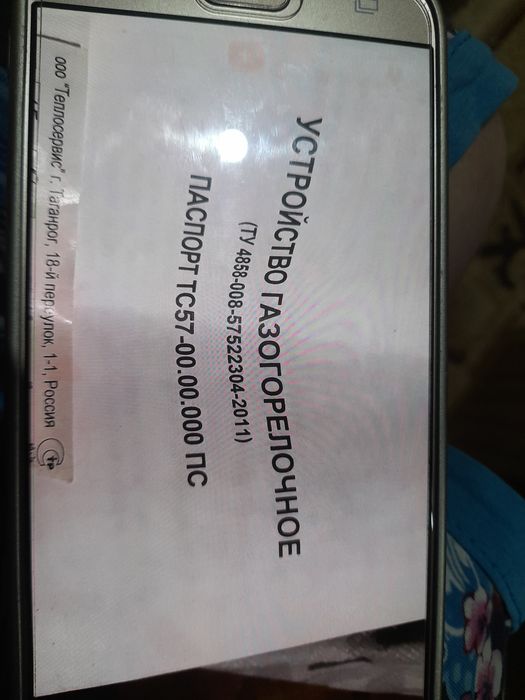 УСТРОЙСТВО ГАЗОГОРЕЛОЧНОЕ
(ТУ 4858-008-57522304-2011)
ПАСПОРТ ТС57-00.00.000 ПС
ООО "Теплосервис" г. Таганрог, 18-й переулок, 1-1, Россия